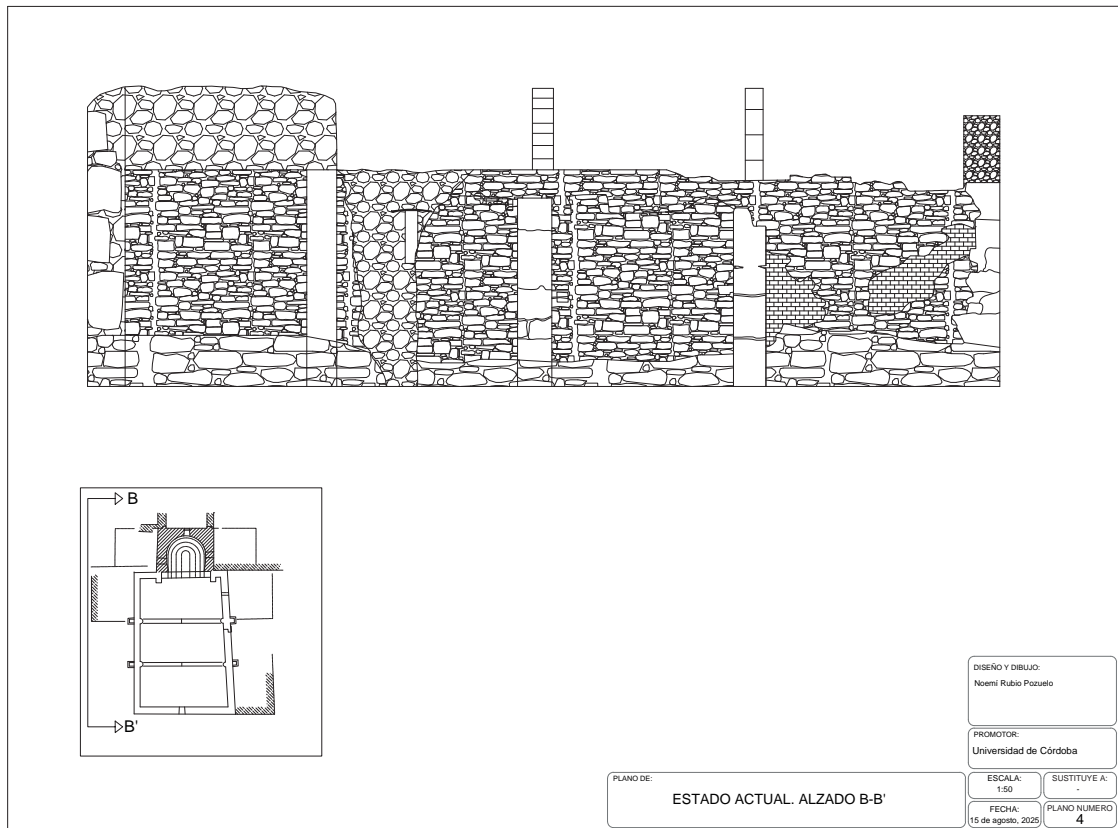 B
B'
DISEÑO Y DIBUJO:
Noemí Rubio Pozuelo
PROMOTOR:
Universidad de Córdoba
PLANO DE:
ESTADO ACTUAL. ALZADO B-B'
ESCALA:
1:50
SUSTITUYE A:
-
FECHA:
15 de agosto, 2025
PLANO NUMERO
4